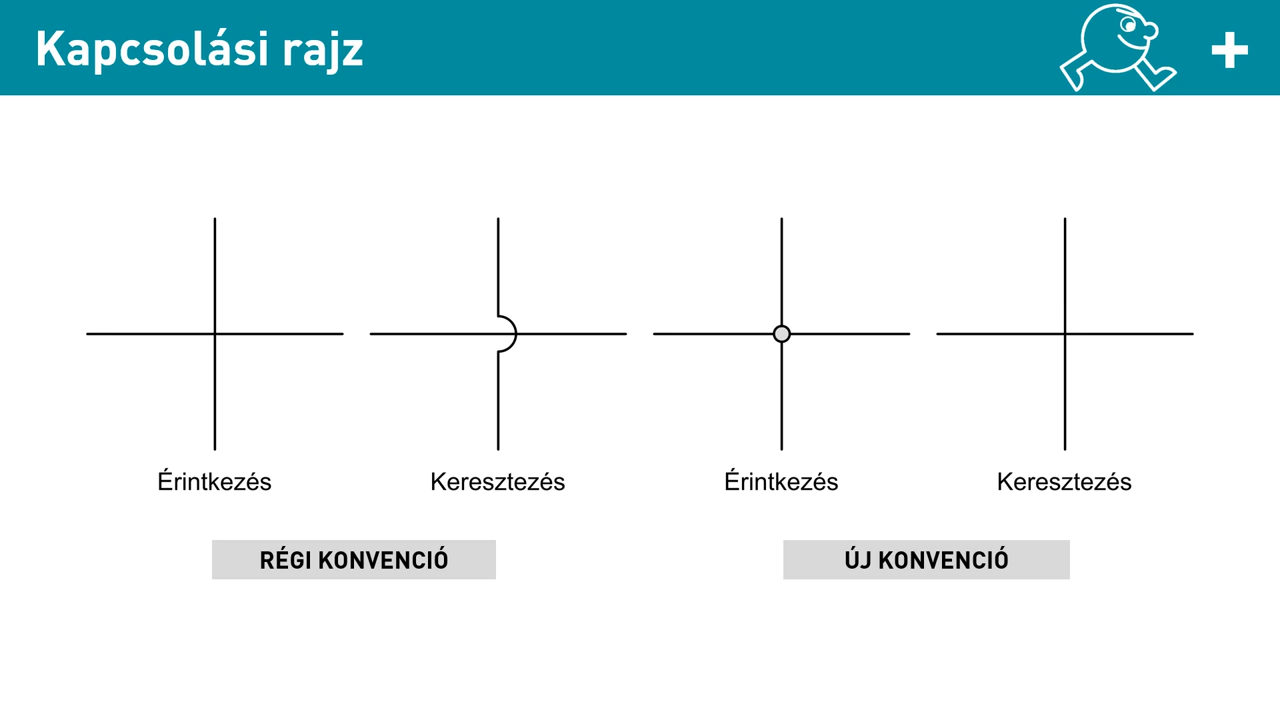 Kapcsolási rajz
Érintkezés
Keresztezés
Érintkezés
Keresztezés
RÉGI KONVENCIÓ
ÚJ KONVENCIÓ